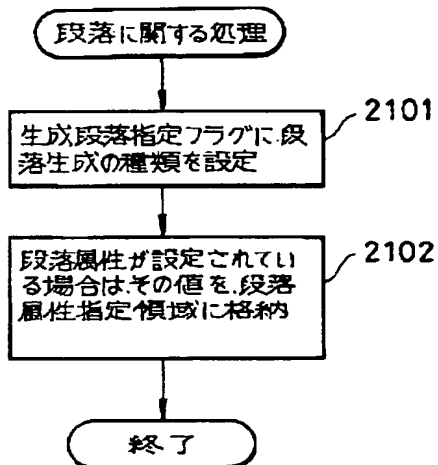 段落に関する処理
2101
生成段落指定フラグに、段
落生成の種類を設定
2102
段落属性が設定されてい
る場合は、その値を、段落
属性指定領域に格納
終了